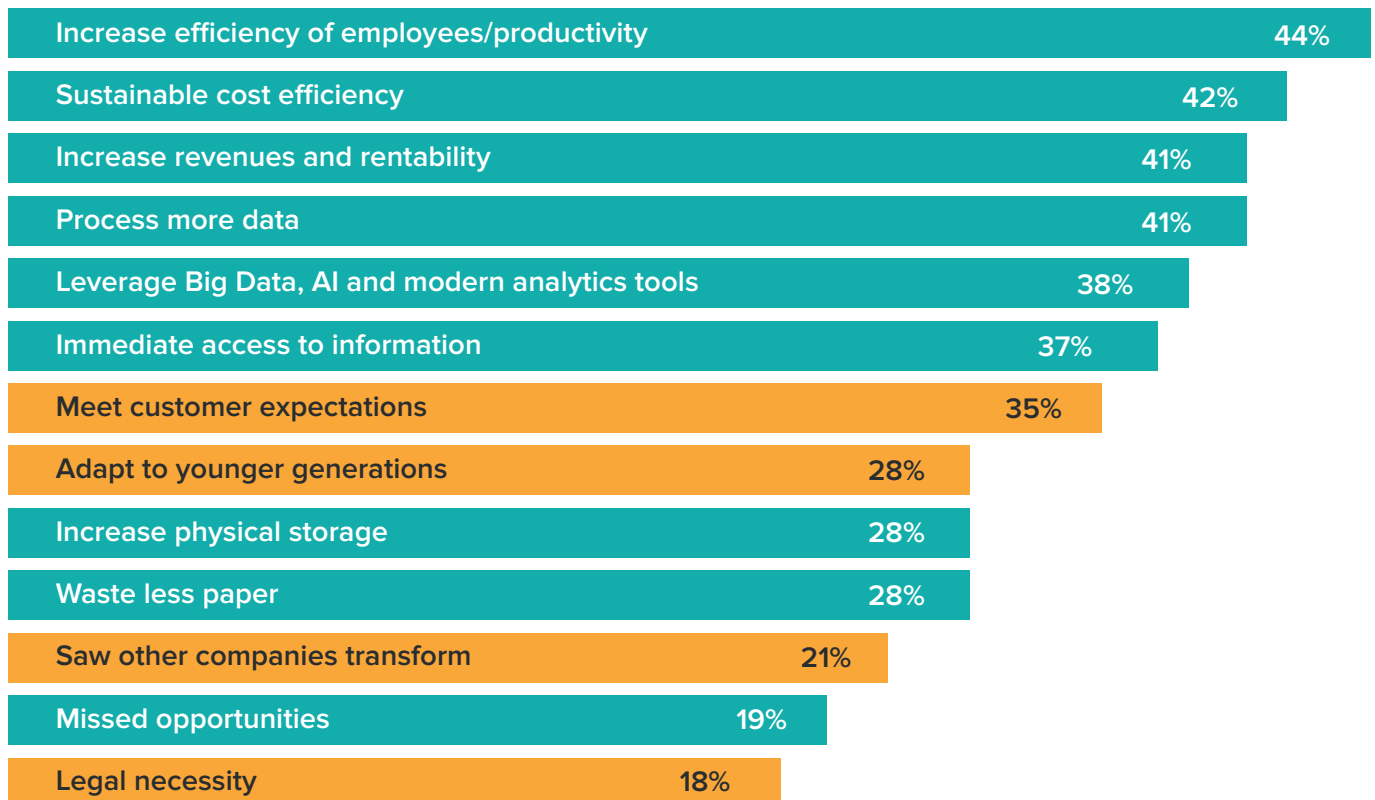 Increase efficiency of employees/productivity 44%
Sustainable cost efficiency 42%
Increase revenues and rentability 41%
Process more data 41%
Leverage Big Data, AI and modern analytics tools 38%
Immediate access to information 37%
Meet customer expectations 35%
Adapt to younger generations 28%
Increase physical storage 28%
Waste less paper 28%
Saw other companies transform 21%
Missed opportunities 19%
Legal necessity 18%